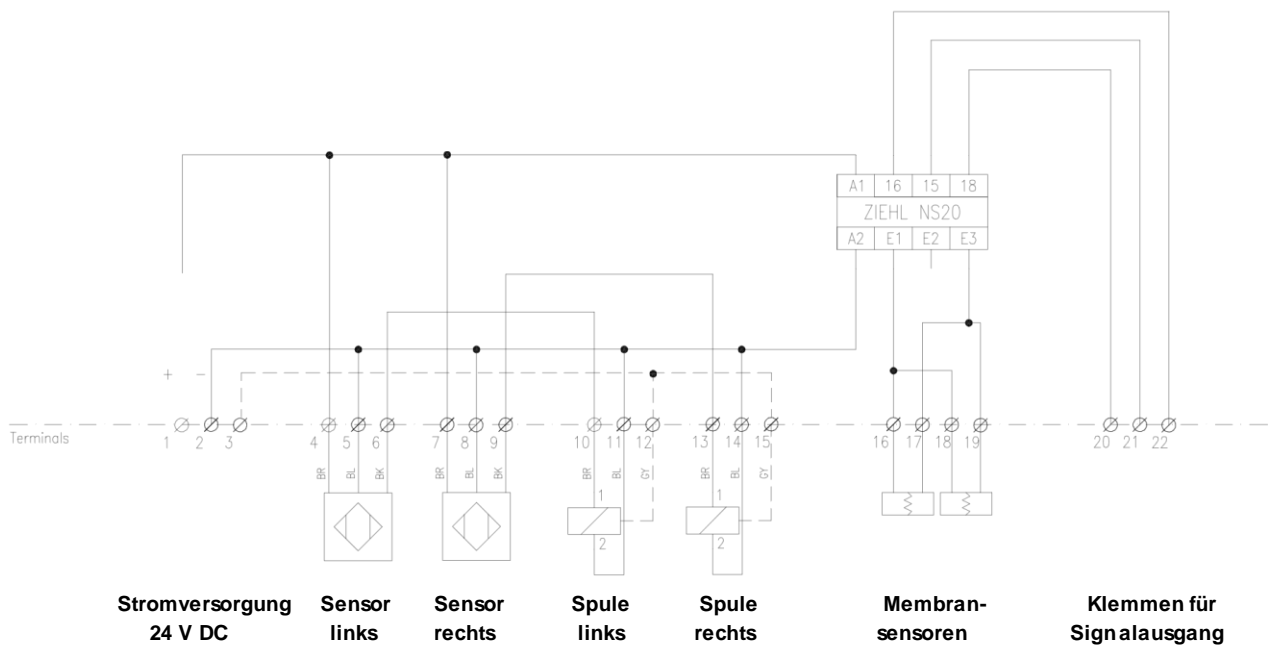 A1 16 15 18
ZIEHL NS20
A2 E1 E2 E3
+ -
Terminals
1 2 3 4 5 6 7 8 9 10 11 12 13 14 15 16 17 18 19 20 21 22
BR BL BK BR BL BK BR BL GY BR BL GY
1 1
2 2
Stromversorgung
24 V DC
Sensor
links
Sensor
rechts
Spule
links
Spule
rechts
Membran-
sensoren
Klemmen für
Signalausgang